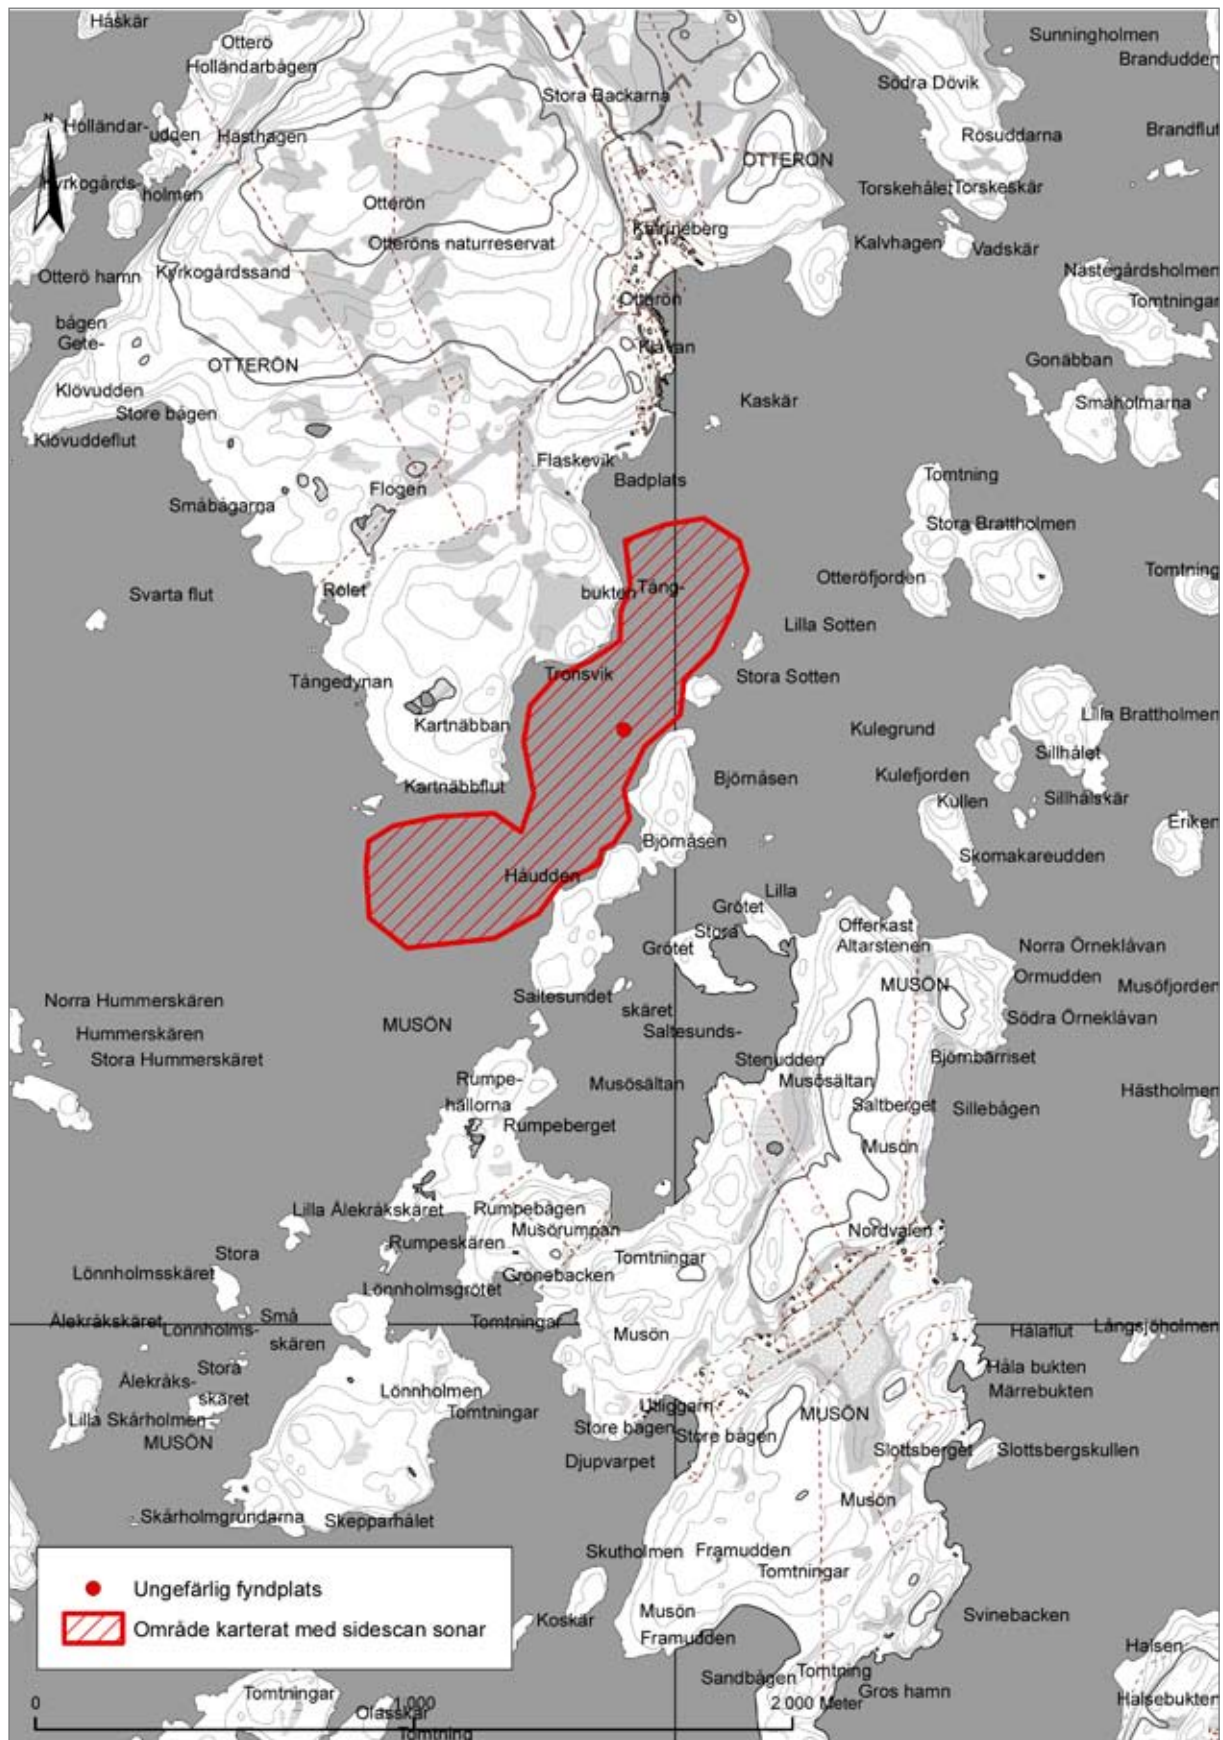 Håskär
Otterö
Holländarbågen
Sunningholmen
Brandudden
Södra Dövik
Stora Backarna
Holländar-
udden
Hästhagen
Rösuddarna
Brandflut
OTTERÖN
N
Kyrkogårds-
holmen
Otterön
Torskehålet
Torskeskär
Katrineberg
Otteröns naturreservat
Kalvhagen
Vadskär
Otterö hamn
Kyrkogårdssand
Nästegårdsholmen
Otterön
Tomtningar
bågen
Gete-
Klåvan
OTTERÖN
Gonäbban
Klövudden
Store bågen
Kaskär
Småholmarna
Klövuddeflut
Flaskevik
Badplats
Tomtning
Flogen
Småbågarna
Stora Brattholmen
Rölet
Svarta flut
bukten
Tång-
Otteröfjorden
Tomtning
Lilla Sotten
Tångedynan
Tronsvik
Stora Sotten
Kartnäbban
Kulegrund
Lilla Brattholmen
Sillhålet
Kartnäbbflut
Björnåsen
Kulefjorden
Kullen
Sillhålskär
Eriken
Björnåsen
Skomakareudden
Håudden
Lilla
Grötet
Stora
Grötet
Offerkast
Altarstenen
Norra Örneklåvan
MUSÖN
Ormudden
Musöfjorden
Norra Hummerskären
Saltesundet
skäret
Saltesunds-
Södra Örneklåvan
MUSÖN
Hummerskären
Stora Hummerskäret
Stenudden
Björnbärriset
Rumpe-
hällorna
Musösältan
Musösältan
Hästholmen
Saltberget
Sillebågen
Rumpeberget
Musön
Lilla Ålekråkskäret
Rumpebågen
Musörumpan
Nordvalen
Stora
Rumpeskären
Tomtningar
Lönnholmsskäret
Grönebacken
Lönnholmsgrötet
Ålekråkskäret
Små
skären
Lönnholms-
Tomtningar
Musön
Hålaflut
Långsjöholmen
Stora
Håla bukten
Ålekråks-
skäret
Lönnholmen
Märrebukten
Tomtningar
Utliggarn
MUSÖN
Lilla Skårholmen
MUSÖN
Store bågen
Store bågen
Slottsberget
Slottsbergskullen
Djupvarpet
Musön
Skårholmgrundarna
Skepparhålet
Skutholmen
Framudden
Tomtningar
Ungefärlig fyndplats
Område karterat med sidescan sonar
Koskär
Musön
Framudden
Svinebacken
Halsen
Sandbågen
Tomtning
Gros hamn
Tomtningar
Halsebukten
Olasskär
Tomtning
0
1 000
2 000 Meter